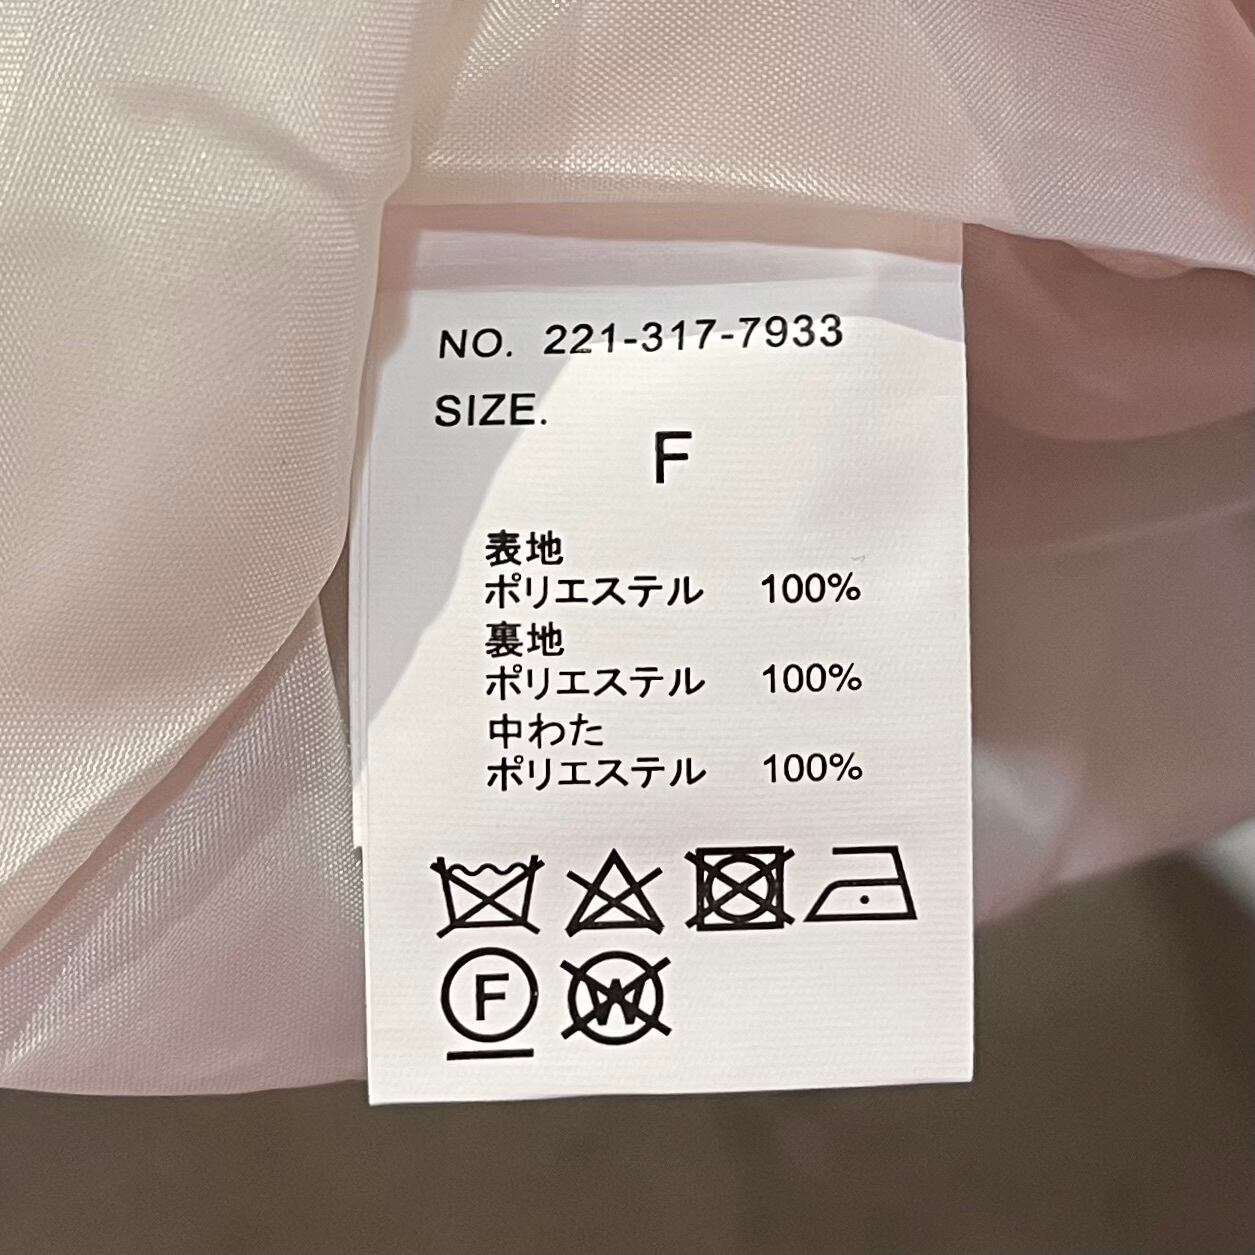 NO. 221-317-7933
SIZE.
F
表地
ポリエステル 100%
裏地
ポリエステル 100%
中わた
ポリエステル 100%
F W